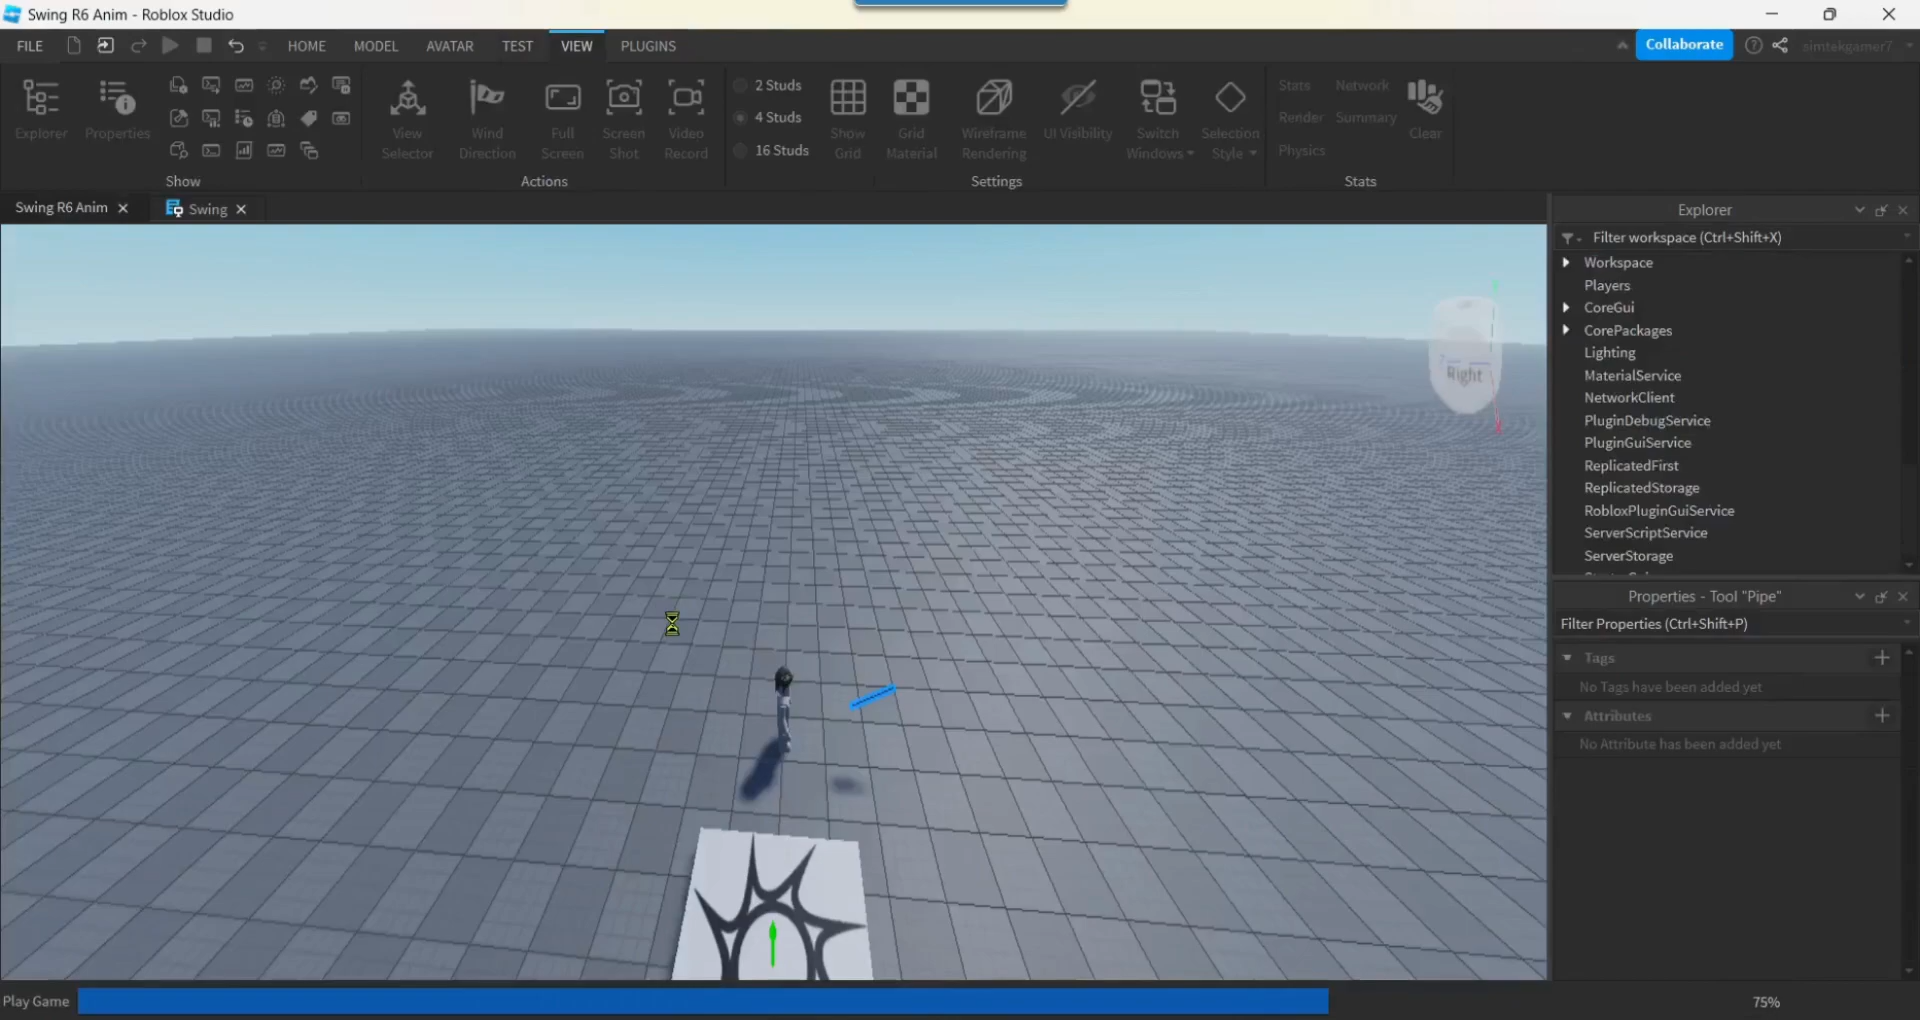 Swing R6 Anim - Roblox Studio
FILE HOME MODEL AVATAR TEST VIEW PLUGINS Collaborate simtekgamer7
Explorer Properties
Show
View Selector
Wind Direction
Full Screen
Screen Shot
Video Record
Actions
2 Studs
4 Studs
16 Studs
Show Grid
Grid Material
Wireframe Rendering
UI Visibility
Switch Windows
Selection Style
Settings
Stats Network
Render Summary
Physics
Clear
Stats
Swing R6 Anim Swing
Right
Explorer
Filter workspace (Ctrl+Shift+X)
Workspace
Players
CoreGui
CorePackages
Lighting
MaterialService
NetworkClient
PluginDebugService
PluginGuiService
ReplicatedFirst
ReplicatedStorage
RobloxPluginGuiService
ServerScriptService
ServerStorage
Properties - Tool "Pipe"
Filter Properties (Ctrl+Shift+P)
Tags
No Tags have been added yet
Attributes
No Attribute has been added yet
Play Game 75%